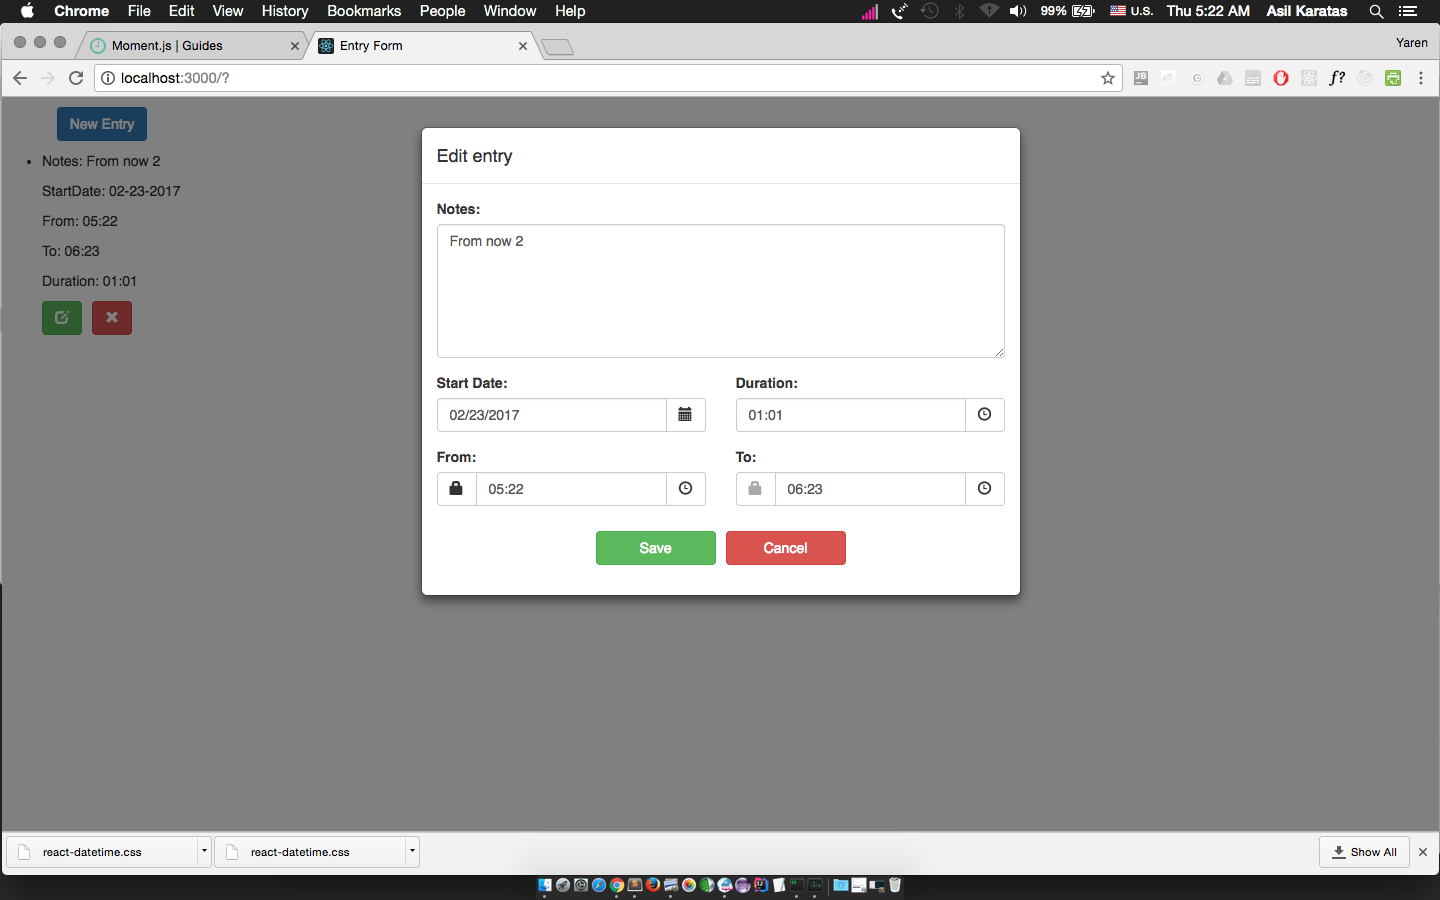 Chrome File Edit View History Bookmarks People Window Help 99% U.S. Thu 5:22 AM Asil Karatas
Moment.js | Guides Entry Form Yaren
localhost:3000/? JB f?
New Entry
Notes: From now 2
StartDate: 02-23-2017
From: 05:22
To: 06:23
Duration: 01:01
Edit entry
Notes:
From now 2
Start Date: Duration:
02/23/2017 01:01
From: To:
05:22 06:23
Save Cancel
react-datetime.css react-datetime.css Show All